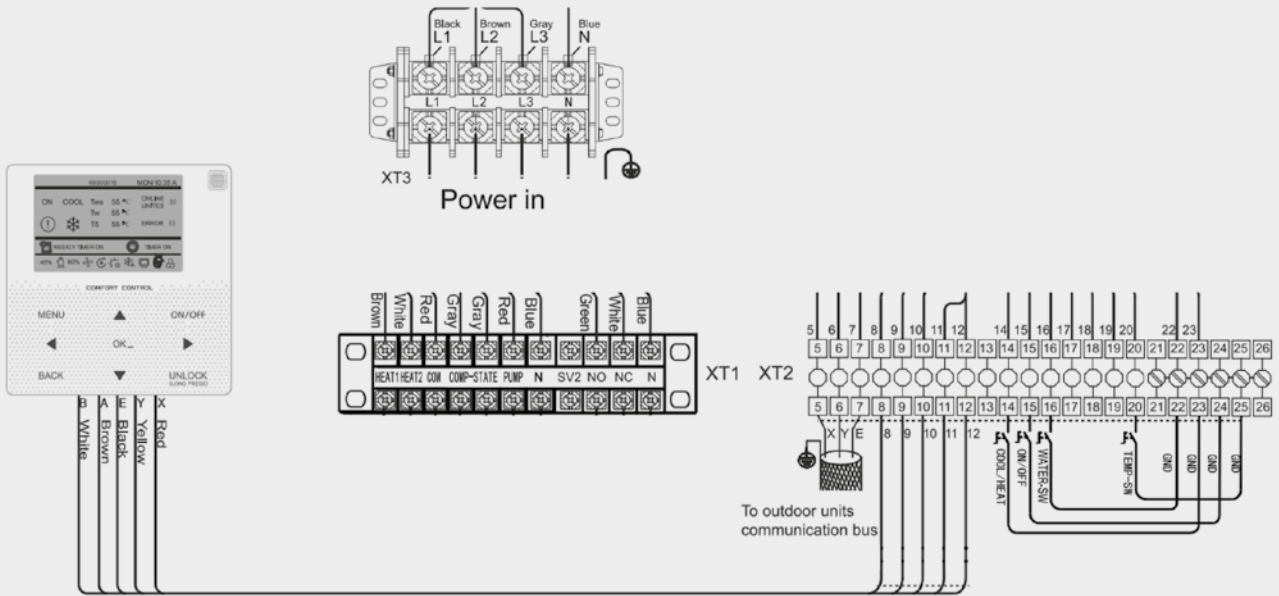 Black Brown Gray Blue
L1 L2 L3 N
L1 L2 L3 N
XT3
Power in
MON 10:35 A
ON COOL Tws 55 °C ONLINE UNITES
Tw 55 °C
T5 55 °C ERROR
WEEKLY TIMER ON TIMER ON
COMFORT CONTROL
MENU ON/OFF
OK
BACK UNLOCK
(LONG PRESS)
B A E Y X
White Brown Black Yellow Red
Brown White Red Gray Gray Red Blue Green Gray White Blue
HEAT1 HEAT2 COM COMP-STATE PUMP N SV2 NO NC N
XT1
XT2
5 6 7 8 9 10 11 12 14 15 16 17 18 19 20 22 23
5 6 7 8 9 10 11 12 13 14 15 16 17 18 19 20 21 22 23 24 25 26
5 6 7 8 9 10 11 12 13 14 15 16 17 18 19 20 21 22 23 24 25 26
X Y E 8 9 10 11 12
COOL/HEAT ON/OFF WATER-SW TEMP-SW GND GND GND GND
To outdoor units
communication bus